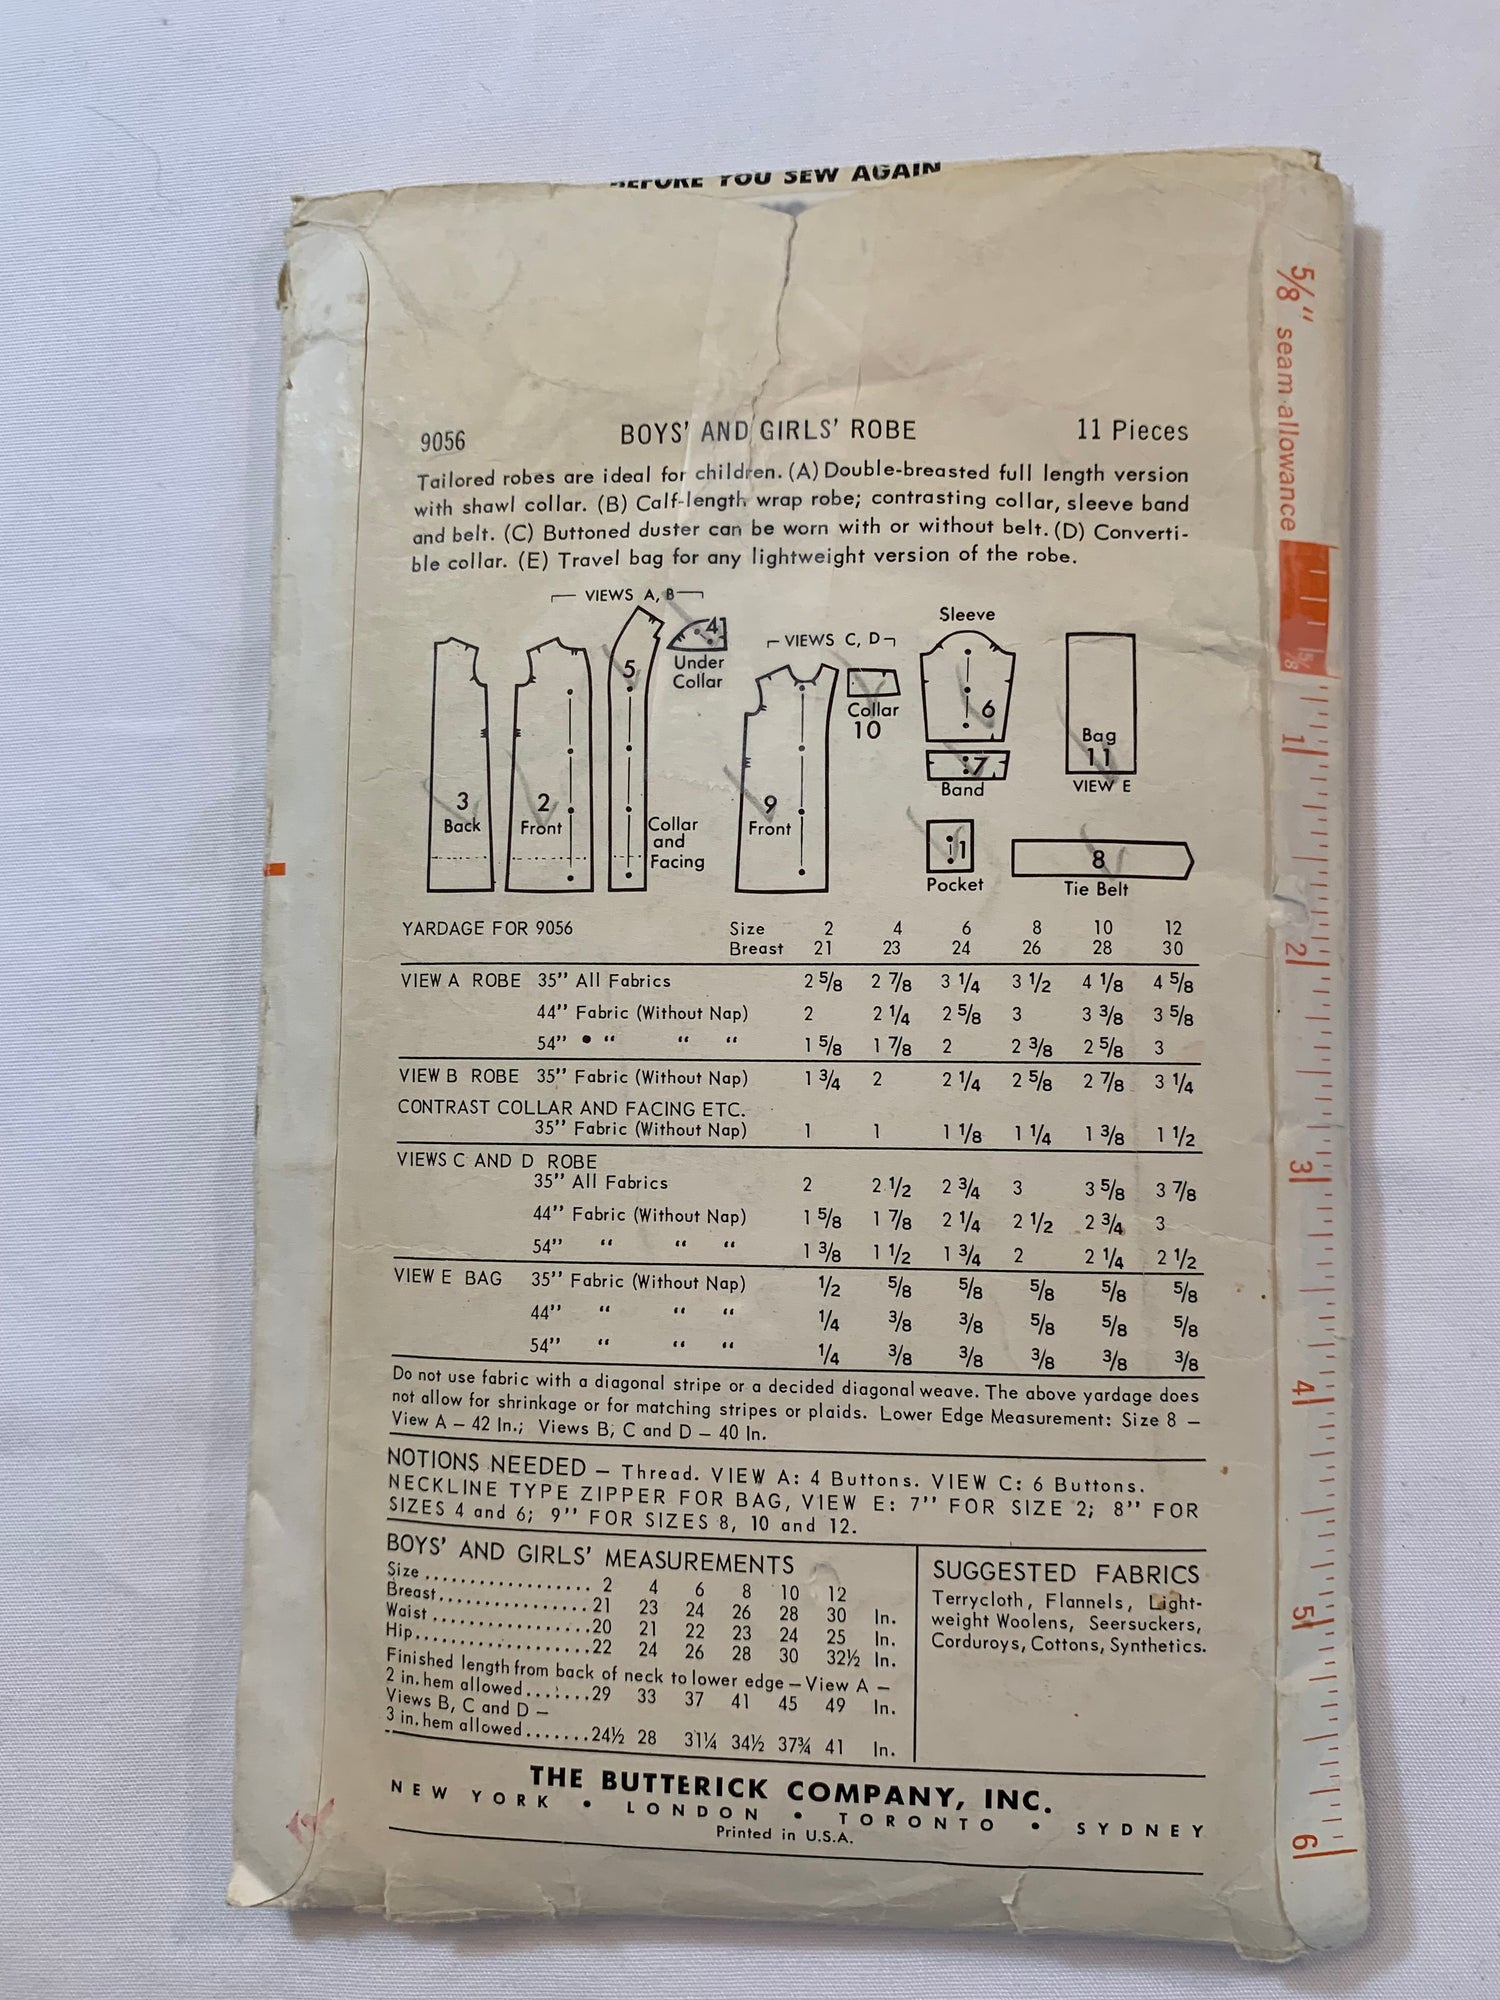 BEFORE YOU SEW AGAIN
5/8" seam allowance
9056 BOYS' AND GIRLS' ROBE 11 Pieces
Tailored robes are ideal for children. (A) Double-breasted full length version
with shawl collar. (B) Calf-length wrap robe; contrasting collar, sleeve band
and belt. (C) Buttoned duster can be worn with or without belt. (D) Converti-
ble collar. (E) Travel bag for any lightweight version of the robe.
VIEWS A, B
3
Back
2
Front
5
Collar
and
Facing
4
Under
Collar
VIEWS C, D
9
Front
Collar
10
Sleeve
6
7
Band
Bag
11
VIEW E
1
Pocket
8
Tie Belt
YARDAGE FOR 9056 Size 2 4 6 8 10 12
Breast 21 23 24 26 28 30
VIEW A ROBE 35" All Fabrics 2 5/8 2 7/8 3 1/4 3 1/2 4 1/8 4 5/8
44" Fabric (Without Nap) 2 2 1/4 2 5/8 3 3 3/8 3 5/8
54" " " " 1 5/8 1 7/8 2 2 3/8 2 5/8 3
VIEW B ROBE 35" Fabric (Without Nap) 1 3/4 2 2 1/4 2 5/8 2 7/8 3 1/4
CONTRAST COLLAR AND FACING ETC.
35" Fabric (Without Nap) 1 1 1 1/8 1 1/4 1 3/8 1 1/2
VIEWS C AND D ROBE
35" All Fabrics 2 2 1/2 2 3/4 3 3 5/8 3 7/8
44" Fabric (Without Nap) 1 5/8 1 7/8 2 1/4 2 1/2 2 3/4 3
54" " " " 1 3/8 1 1/2 1 3/4 2 2 1/4 2 1/2
VIEW E BAG 35" Fabric (Without Nap) 1/2 5/8 5/8 5/8 5/8 5/8
44" " " " 1/4 3/8 3/8 5/8 5/8 5/8
54" " " " 1/4 3/8 3/8 3/8 3/8 3/8
Do not use fabric with a diagonal stripe or a decided diagonal weave. The above yardage does
not allow for shrinkage or for matching stripes or plaids. Lower Edge Measurement: Size 8 –
View A – 42 In.; Views B, C and D – 40 In.
NOTIONS NEEDED – Thread. VIEW A: 4 Buttons. VIEW C: 6 Buttons.
NECKLINE TYPE ZIPPER FOR BAG, VIEW E: 7" FOR SIZE 2; 8" FOR
SIZES 4 and 6; 9" FOR SIZES 8, 10 and 12.
BOYS' AND GIRLS' MEASUREMENTS
Size ................... 2 4 6 8 10 12
Breast.................21 23 24 26 28 30 In.
Waist ..................20 21 22 23 24 25 In.
Hip....................22 24 26 28 30 32½ In.
Finished length from back of neck to lower edge – View A –
2 in. hem allowed ........29 33 37 41 45 49 In.
Views B, C and D –
3 in. hem allowed .......24½ 28 31¼ 34½ 37¾ 41 In.
SUGGESTED FABRICS
Terrycloth, Flannels, Light-
weight Woolens, Seersuckers,
Corduroys, Cottons, Synthetics.
THE BUTTERICK COMPANY, INC.
NEW YORK • LONDON • TORONTO • SYDNEY
Printed in U.S.A.
5/8
1
2
3
4
5
6